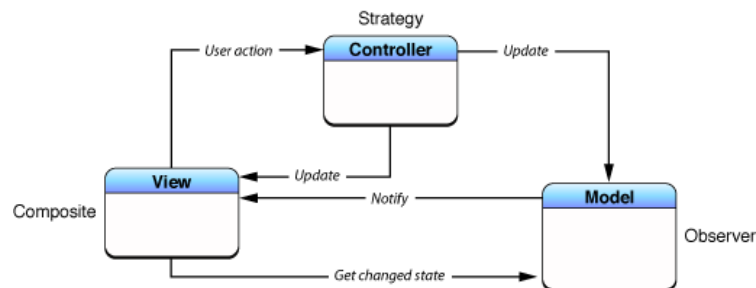 Strategy
User action
Controller
Update
View
Update
Composite
Notify
Model
Observer
Get changed state